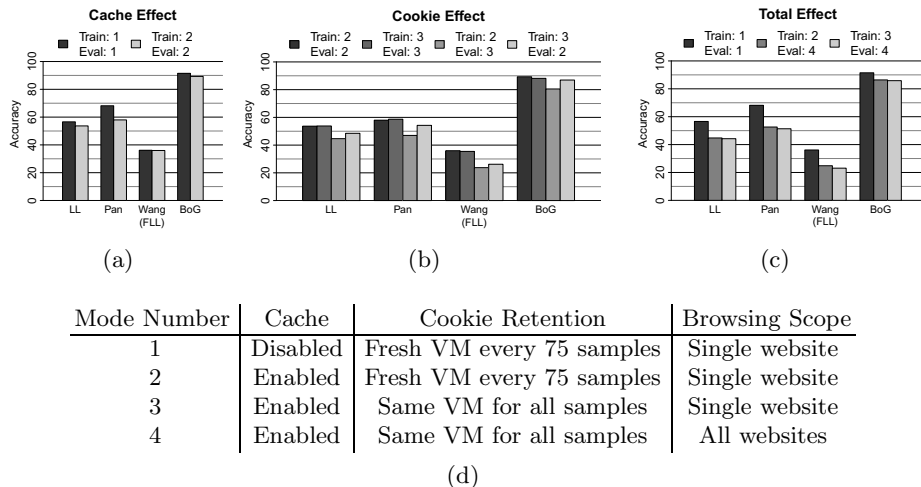 Cache Effect
Train: 1 Train: 2
Eval: 1 Eval: 2
Accuracy
0 20 40 60 80 100
LL Pan Wang (FLL) BoG
(a)
Cookie Effect
Train: 2 Train: 3 Train: 2 Train: 3
Eval: 2 Eval: 3 Eval: 3 Eval: 2
Accuracy
0 20 40 60 80 100
LL Pan Wang (FLL) BoG
(b)
Total Effect
Train: 1 Train: 2 Train: 3
Eval: 1 Eval: 4 Eval: 4
Accuracy
0 20 40 60 80 100
LL Pan Wang (FLL) BoG
(c)
Mode Number Cache Cookie Retention Browsing Scope
1 Disabled Fresh VM every 75 samples Single website
2 Enabled Fresh VM every 75 samples Single website
3 Enabled Same VM for all samples Single website
4 Enabled Same VM for all samples All websites
(d)